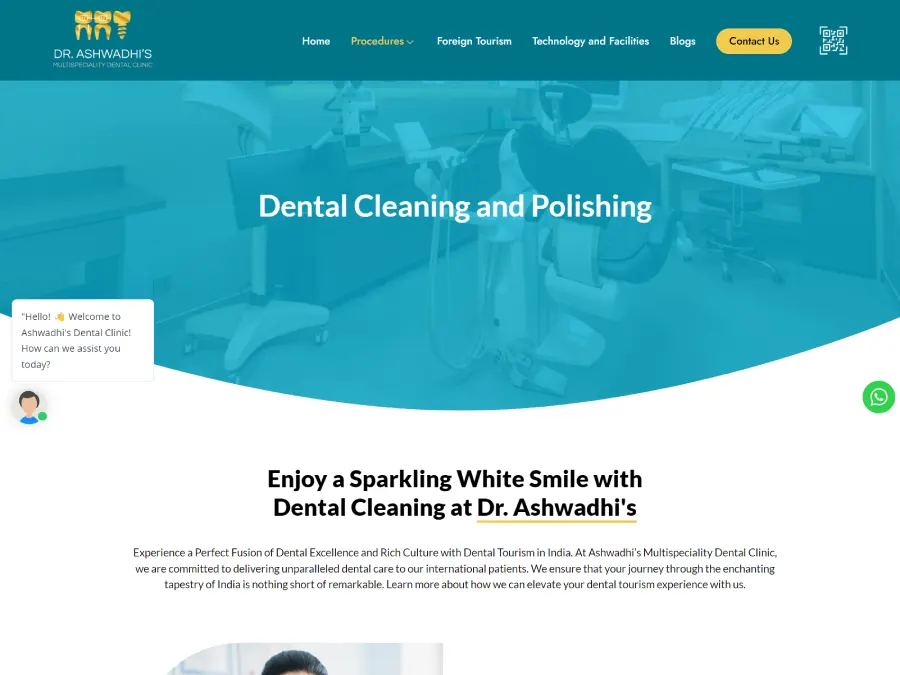 DR. ASHWADHI'S
MULTISPECIALITY DENTAL CLINIC
Home
Procedures
Foreign Tourism
Technology and Facilities
Blogs
Contact Us
Dental Cleaning and Polishing
"Hello! 👋 Welcome to
Ashwadhi's Dental Clinic!
How can we assist you
today?
Enjoy a Sparkling White Smile with
Dental Cleaning at Dr. Ashwadhi's
Experience a Perfect Fusion of Dental Excellence and Rich Culture with Dental Tourism in India. At Ashwadhi's Multispeciality Dental Clinic,
we are committed to delivering unparalleled dental care to our international patients. We ensure that your journey through the enchanting
tapestry of India is nothing short of remarkable. Learn more about how we can elevate your dental tourism experience with us.